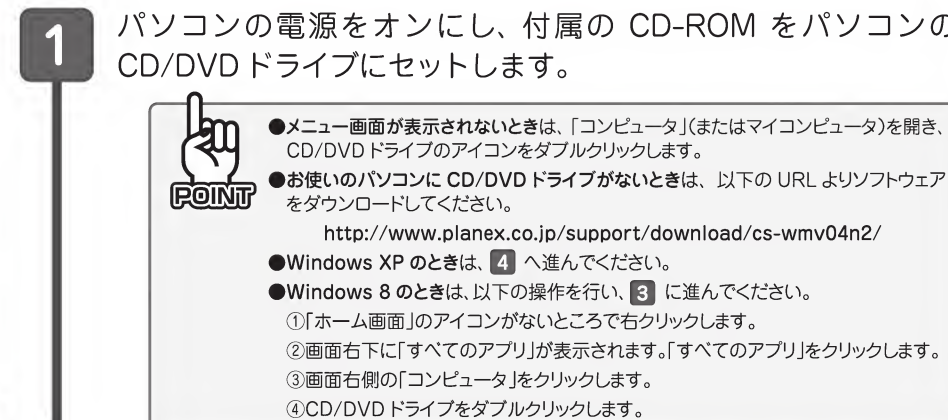 1
パソコンの電源をオンにし、付属の CD-ROM をパソコンの
CD/DVD ドライブにセットします。
POINT
●メニュー画面が表示されないときは、「コンピュータ」(またはマイコンピュータ)を開き、
CD/DVD ドライブのアイコンをダブルクリックします。
●お使いのパソコンに CD/DVD ドライブがないときは、以下の URL よりソフトウェア
をダウンロードしてください。
http://www.planex.co.jp/support/download/cs-wmv04n2/
●Windows XP のときは、 4 へ進んでください。
●Windows 8 のときは、以下の操作を行い、 3 に進んでください。
①「ホーム画面」のアイコンがないところで右クリックします。
②画面右下に「すべてのアプリ」が表示されます。「すべてのアプリ」をクリックします。
③画面右側の「コンピュータ」をクリックします。
④CD/DVD ドライブをダブルクリックします。